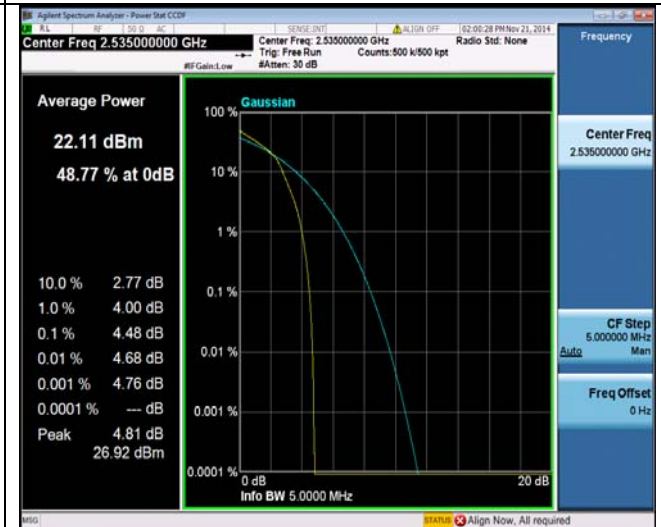 Agilent Spectrum Analyzer - Power Stat CCDF
RL RF 50 Ω AC SENSE:INT ALIGN OFF 02:00:28 PM Nov 21, 2014
Center Freq 2.535000000 GHz
Center Freq: 2.535000000 GHz Radio Std: None
Trig: Free Run Counts:500 k/500 kpt
#IFGain:Low #Atten: 30 dB
Frequency
Average Power
22.11 dBm
48.77 % at 0dB
10.0 % 2.77 dB
1.0 % 4.00 dB
0.1 % 4.48 dB
0.01 % 4.68 dB
0.001 % 4.76 dB
0.0001 % --- dB
Peak 4.81 dB
26.92 dBm
Gaussian
100 %
10 %
1 %
0.1 %
0.01 %
0.001 %
0.0001 %
0 dB 20 dB
Info BW 5.0000 MHz
Center Freq
2.535000000 GHz
CF Step
5.000000 MHz
Auto Man
Freq Offset
0 Hz
MSG STATUS Align Now, All required